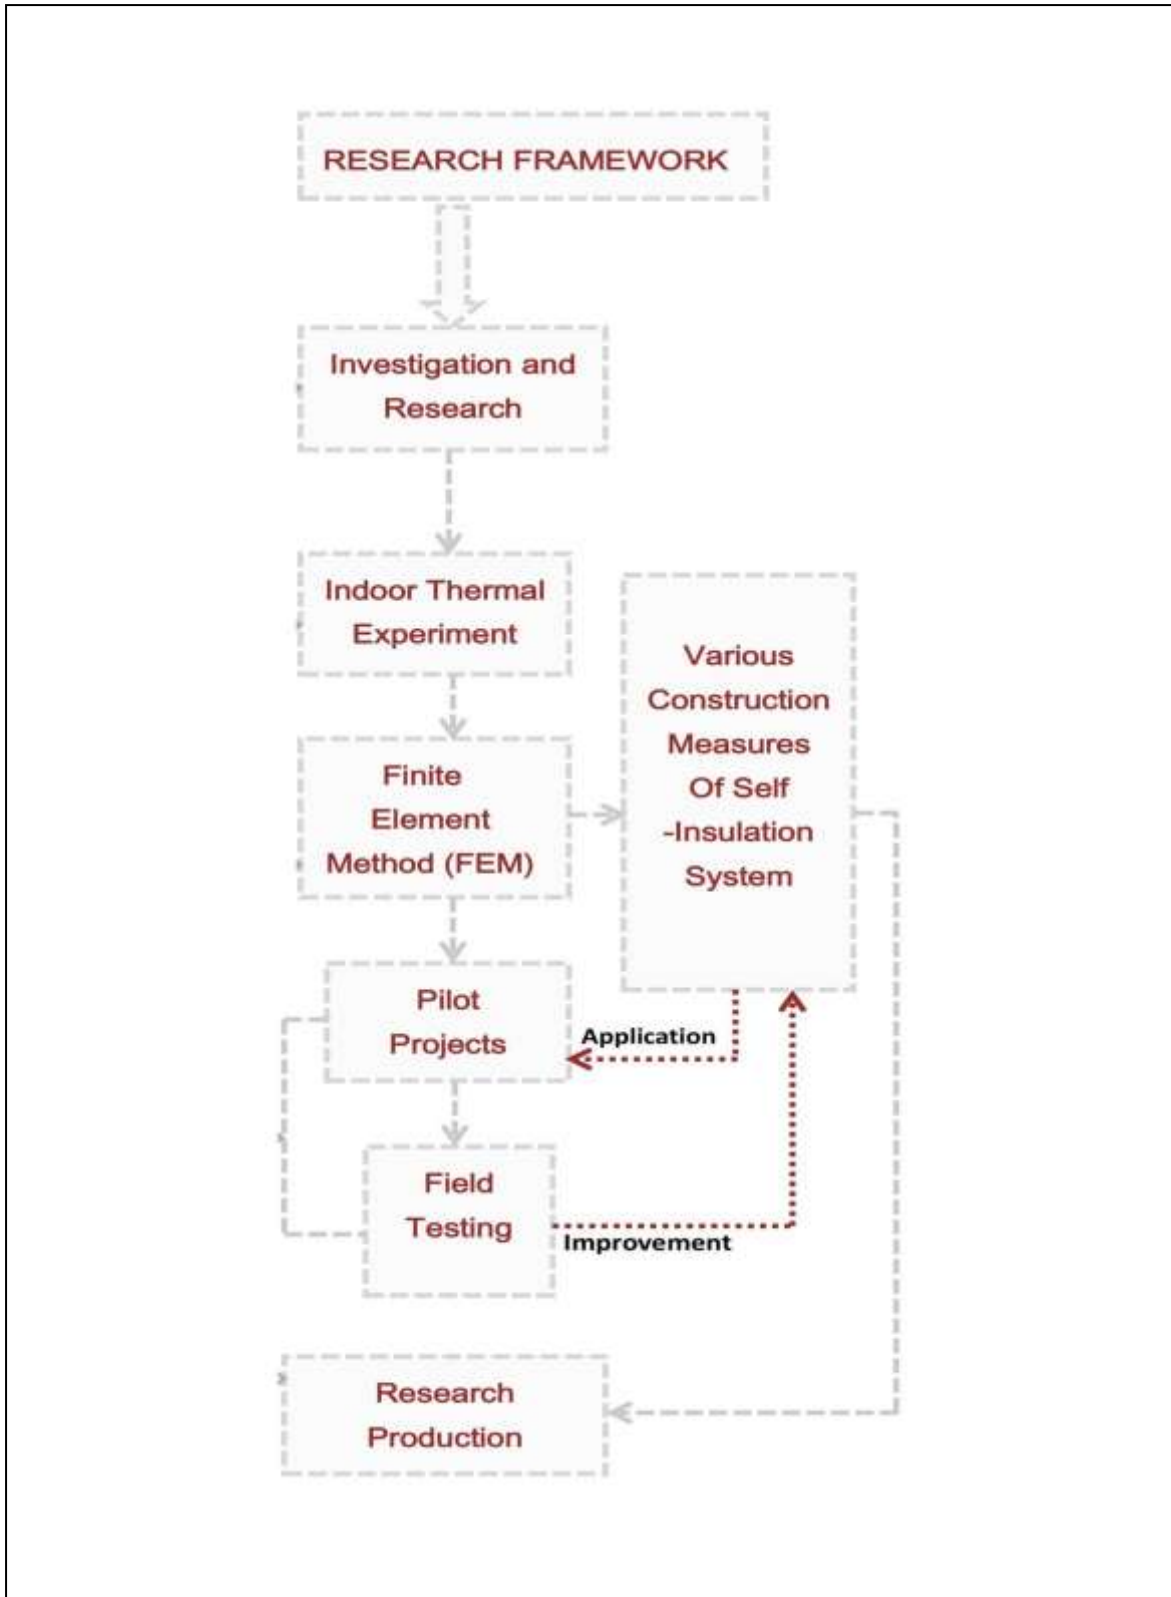 RESEARCH FRAMEWORK
Investigation and
Research
Indoor Thermal
Experiment
Finite
Element
Method (FEM)
Various
Construction
Measures
Of Self
-Insulation
System
Pilot
Projects
Application
Field
Testing
Improvement
Research
Production